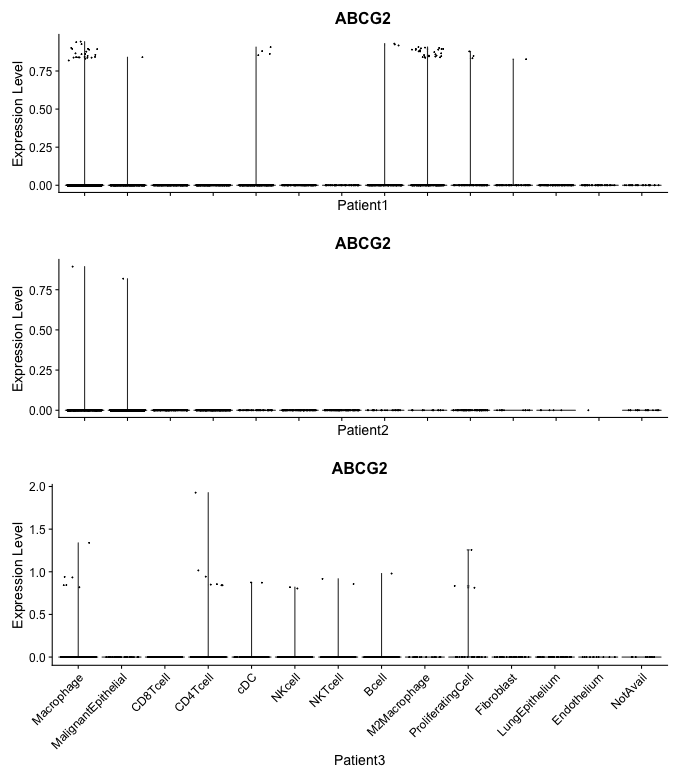 ABCG2
Expression Level
0.75
0.50
0.25
0.00
Patient1
ABCG2
Expression Level
0.75
0.50
0.25
0.00
Patient2
ABCG2
Expression Level
2.0
1.5
1.0
0.5
0.0
Macrophage
MalignantEpithelial
CD8Tcell
CD4Tcell
cDC
NKcell
NKTcell
Bcell
M2Macrophage
ProliferatingCell
Fibroblast
LungEpithelium
Endothelium
NotAvail
Patient3